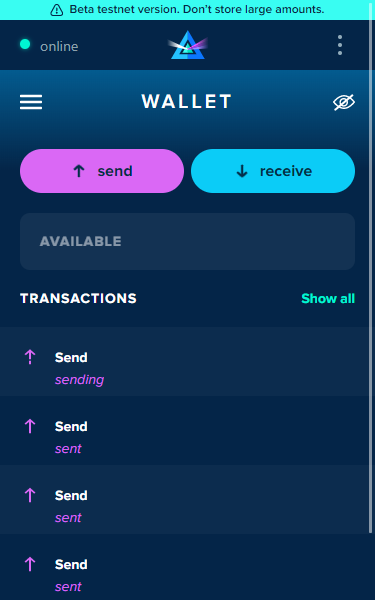 Beta testnet version. Don't store large amounts.
online
WALLET
send
receive
AVAILABLE
TRANSACTIONS
Show all
Send
sending
Send
sent
Send
sent
Send
sent